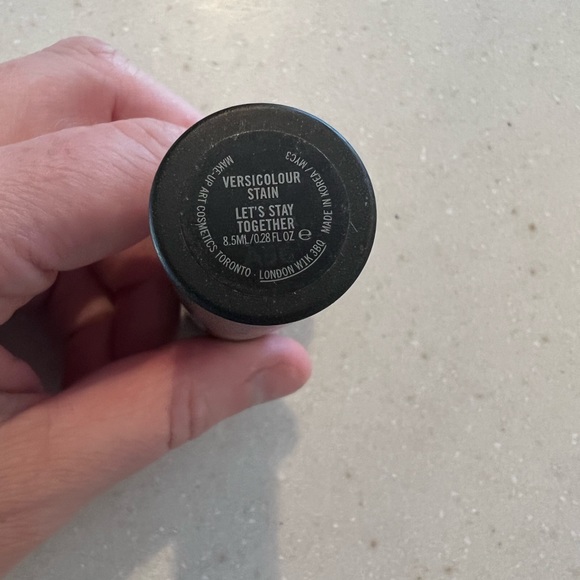 VERSICOLOUR
STAIN
LET'S STAY
TOGETHER
8.5ML/0.28 FL OZ ℮
MAKE-UP ART COSMETICS TORONTO · LONDON W1K 3BQ
MADE IN KOREA / MYC3